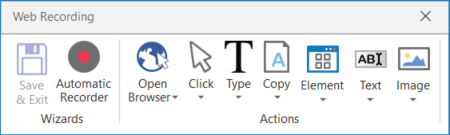 Web Recording
Save
& Exit
Automatic
Recorder
Open
Browser
Click
T
Type
A
Copy
Element
AB
Text
Image
Wizards
Actions